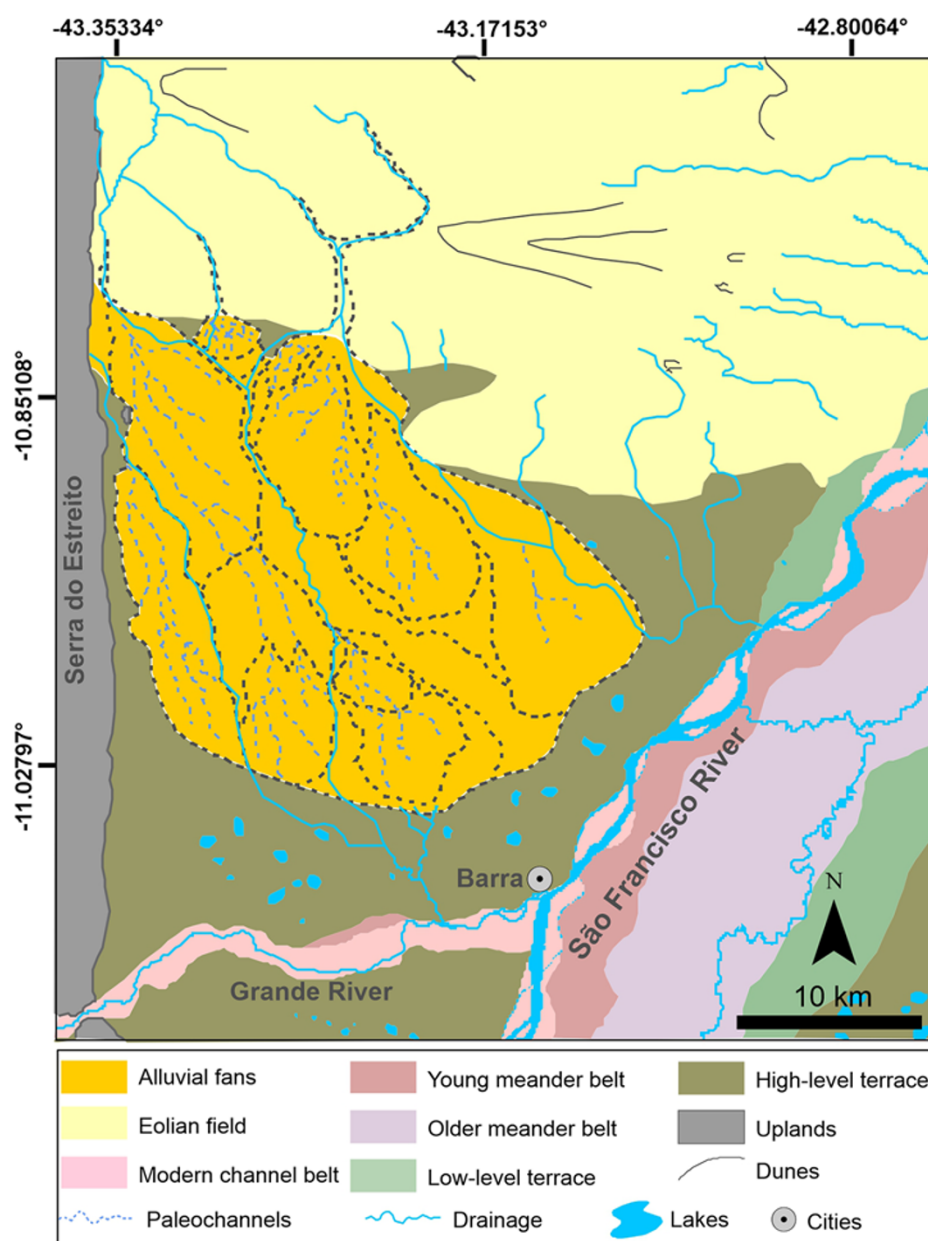 -43.35334° -43.17153° -42.80064°
-10.85108°
Serra do Estreito
-11.02797°
São Francisco River
Barra
N
Grande River
10 km
Alluvial fans Young meander belt High-level terrace
Eolian field Older meander belt Uplands
Modern channel belt Low-level terrace Dunes
Paleochannels Drainage Lakes Cities